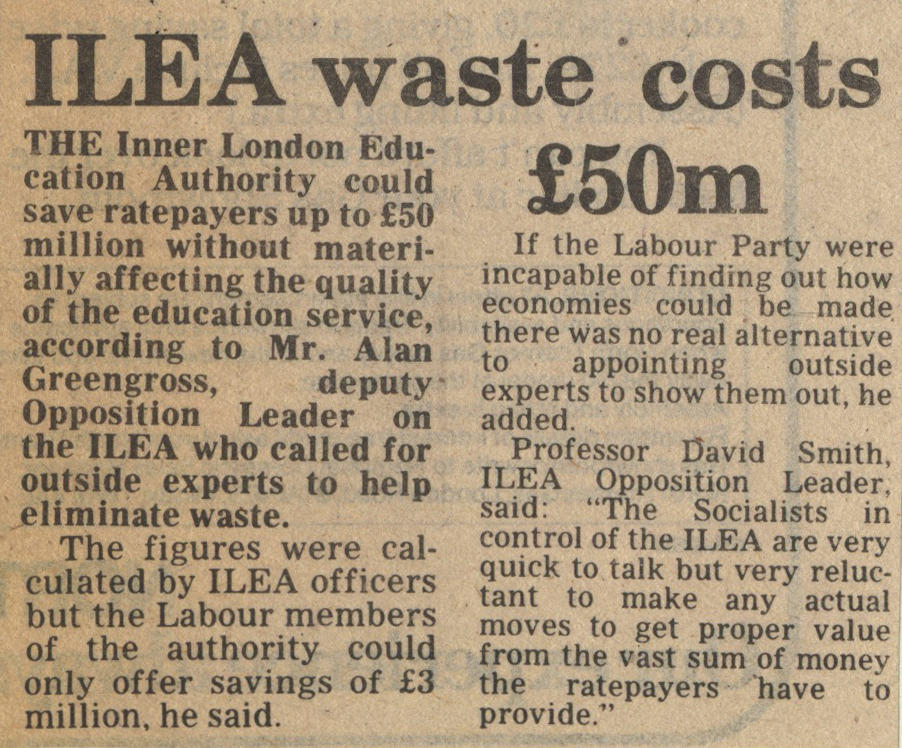 ILEA waste costs
£50m
THE Inner London Edu-
cation Authority could
save ratepayers up to £50
million without materi-
ally affecting the quality
of the education service,
according to Mr. Alan
Greengross, deputy
Opposition Leader on
the ILEA who called for
outside experts to help
eliminate waste.
The figures were cal-
culated by ILEA officers
but the Labour members
of the authority could
only offer savings of £3
million, he said.
If the Labour Party were
incapable of finding out how
economies could be made
there was no real alternative
to appointing outside
experts to show them out, he
added.
Professor David Smith,
ILEA Opposition Leader,
said: “The Socialists in
control of the ILEA are very
quick to talk but very reluc-
tant to make any actual
moves to get proper value
from the vast sum of money
the ratepayers have to
provide.”